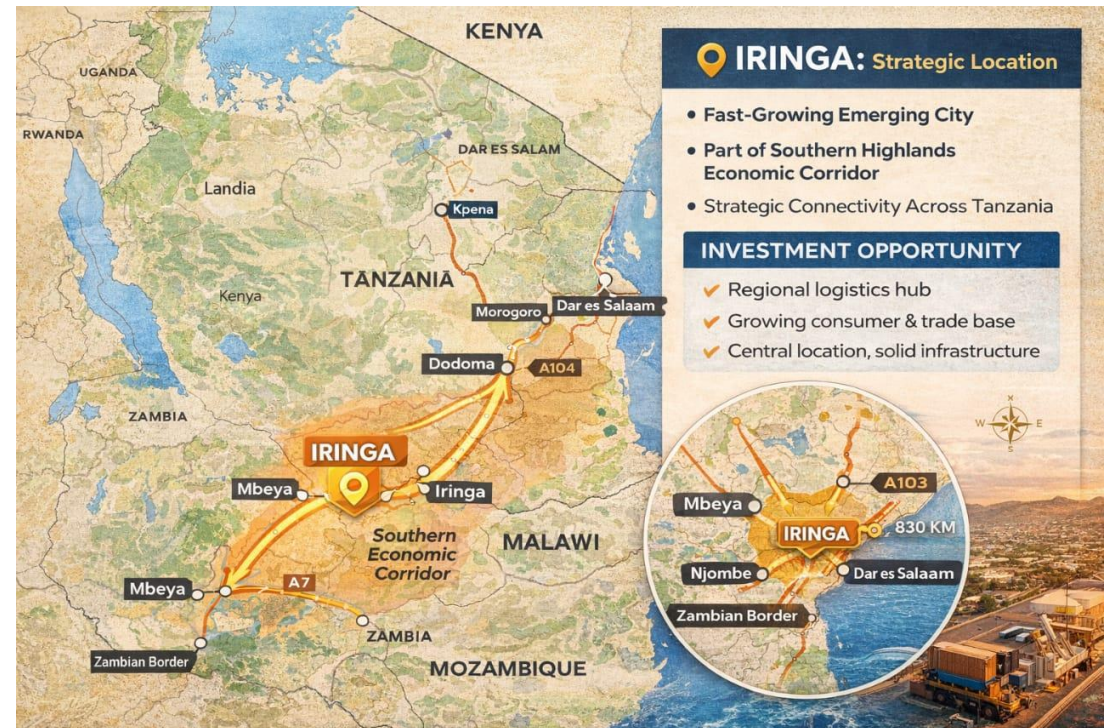 KENYA
UGANDA
RWANDA
DAR ES SALAM
Landia
Kpena
TANZANIĀ
Kenya
Morogoro
Dar es Salaam
Dodoma
A104
ZAMBIA
IRINGA
Mbeya
Iringa
Southern
Economic
Corridor
MALAWI
Mbeya
A7
ZAMBIA
Zambian Border
MOZAMBIQUE
IRINGA: Strategic Location
• Fast-Growing Emerging City
• Part of Southern Highlands
Economic Corridor
• Strategic Connectivity Across Tanzania
INVESTMENT OPPORTUNITY
✔ Regional logistics hub
✔ Growing consumer & trade base
✔ Central location, solid infrastructure
W E
S
A103
Mbeya
IRINGA
830 KM
Njombe
Dar es Salaam
Zambian Border